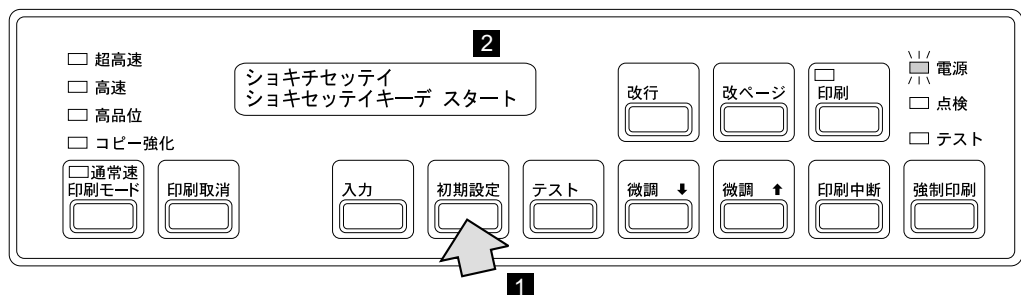 2
超高速
高速
高品位
コピー強化
ショキチセッテイ
ショキセッテイキーデ スタート
改行
改ページ
印刷
電源
点検
テスト
通常速
印刷モード
印刷取消
入力
初期設定
テスト
微調 ⬇
微調 ⬆
印刷中断
強制印刷
1